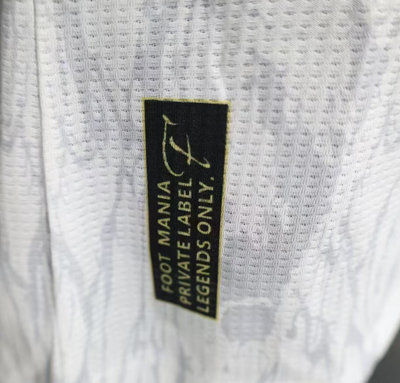 FOOT MANIA
PRIVATE LABEL
LEGENDS ONLY.